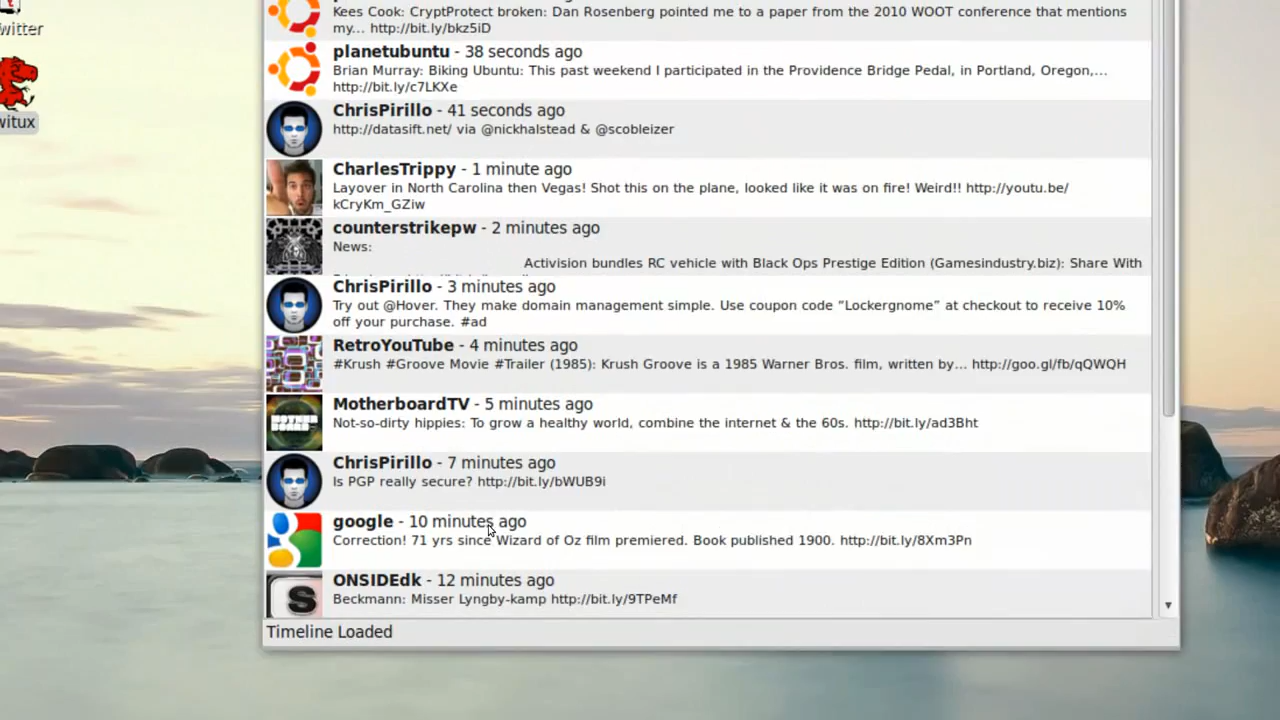 witter
witux
Kees Cook: CryptProtect broken: Dan Rosenberg pointed me to a paper from the 2010 WOOT conference that mentions
my... http://bit.ly/bkz5iD
planetubuntu - 38 seconds ago
Brian Murray: Biking Ubuntu: This past weekend I participated in the Providence Bridge Pedal, in Portland, Oregon,...
http://bit.ly/c7LKXe
ChrisPirillo - 41 seconds ago
http://datasift.net/ via @nickhalstead & @scobleizer
CharlesTrippy - 1 minute ago
Layover in North Carolina then Vegas! Shot this on the plane, looked like it was on fire! Weird!! http://youtu.be/
kCryKm_GZiw
counterstrikepw - 2 minutes ago
News:
Activision bundles RC vehicle with Black Ops Prestige Edition (Gamesindustry.biz): Share With
ChrisPirillo - 3 minutes ago
Try out @Hover. They make domain management simple. Use coupon code “Lockergnome” at checkout to receive 10%
off your purchase. #ad
RetroYouTube - 4 minutes ago
#Krush #Groove Movie #Trailer (1985): Krush Groove is a 1985 Warner Bros. film, written by... http://goo.gl/fb/qQWQH
MotherboardTV - 5 minutes ago
Not-so-dirty hippies: To grow a healthy world, combine the internet & the 60s. http://bit.ly/ad3Bht
ChrisPirillo - 7 minutes ago
Is PGP really secure? http://bit.ly/bWUB9i
google - 10 minutes ago
Correction! 71 yrs since Wizard of Oz film premiered. Book published 1900. http://bit.ly/8Xm3Pn
ONSIDEdk - 12 minutes ago
Beckmann: Misser Lyngby-kamp http://bit.ly/9TPeMf
S
Timeline Loaded